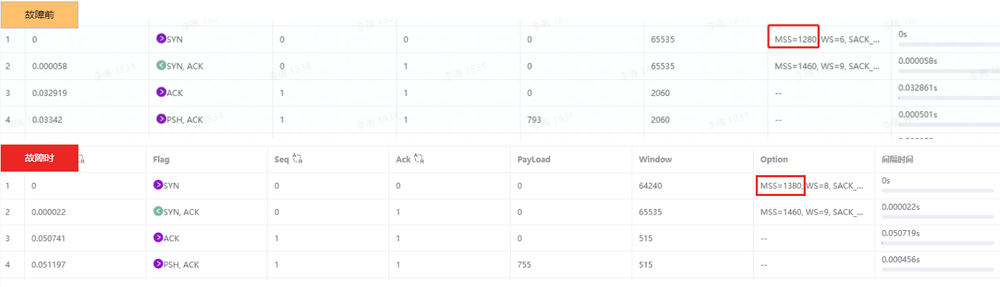 故障前
1 0 SYN 0 0 0 65535 MSS=1280, WS=6, SACK_... 0s
2 0.000058 SYN, ACK 0 1 0 65535 MSS=1460, WS=9, SACK_... 0.000058s
3 0.032919 ACK 1 1 0 2060 -- 0.032861s
4 0.03342 PSH, ACK 1 1 793 2060 -- 0.000501s
故障时 Flag Seq Ack PayLoad Window Option 间隔时间
1 0 SYN 0 0 0 64240 MSS=1380, WS=8, SACK_... 0s
2 0.000022 SYN, ACK 0 1 0 65535 MSS=1460, WS=9, SACK_... 0.000022s
3 0.050741 ACK 1 1 0 515 -- 0.050719s
4 0.051197 PSH, ACK 1 1 755 515 -- 0.000456s